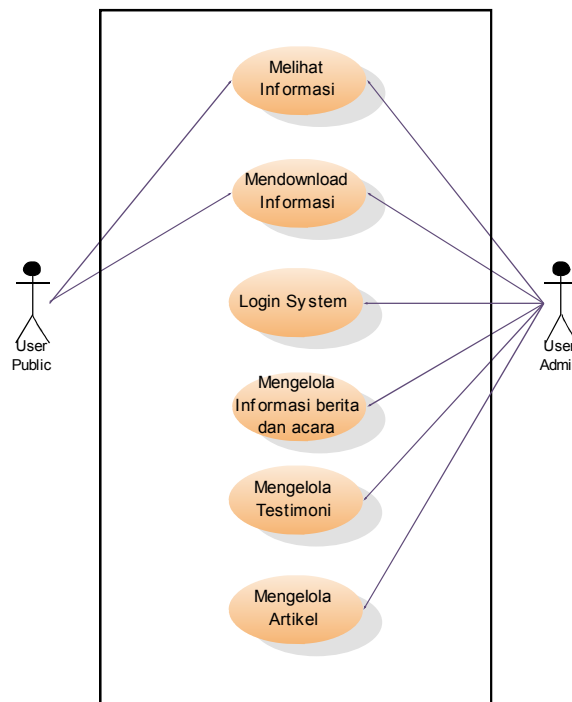 Melihat
Informasi
Mendownload
Informasi
Login System
Mengelola
Informasi berita
dan acara
Mengelola
Testimoni
Mengelola
Artikel
User
Public
User
Admi